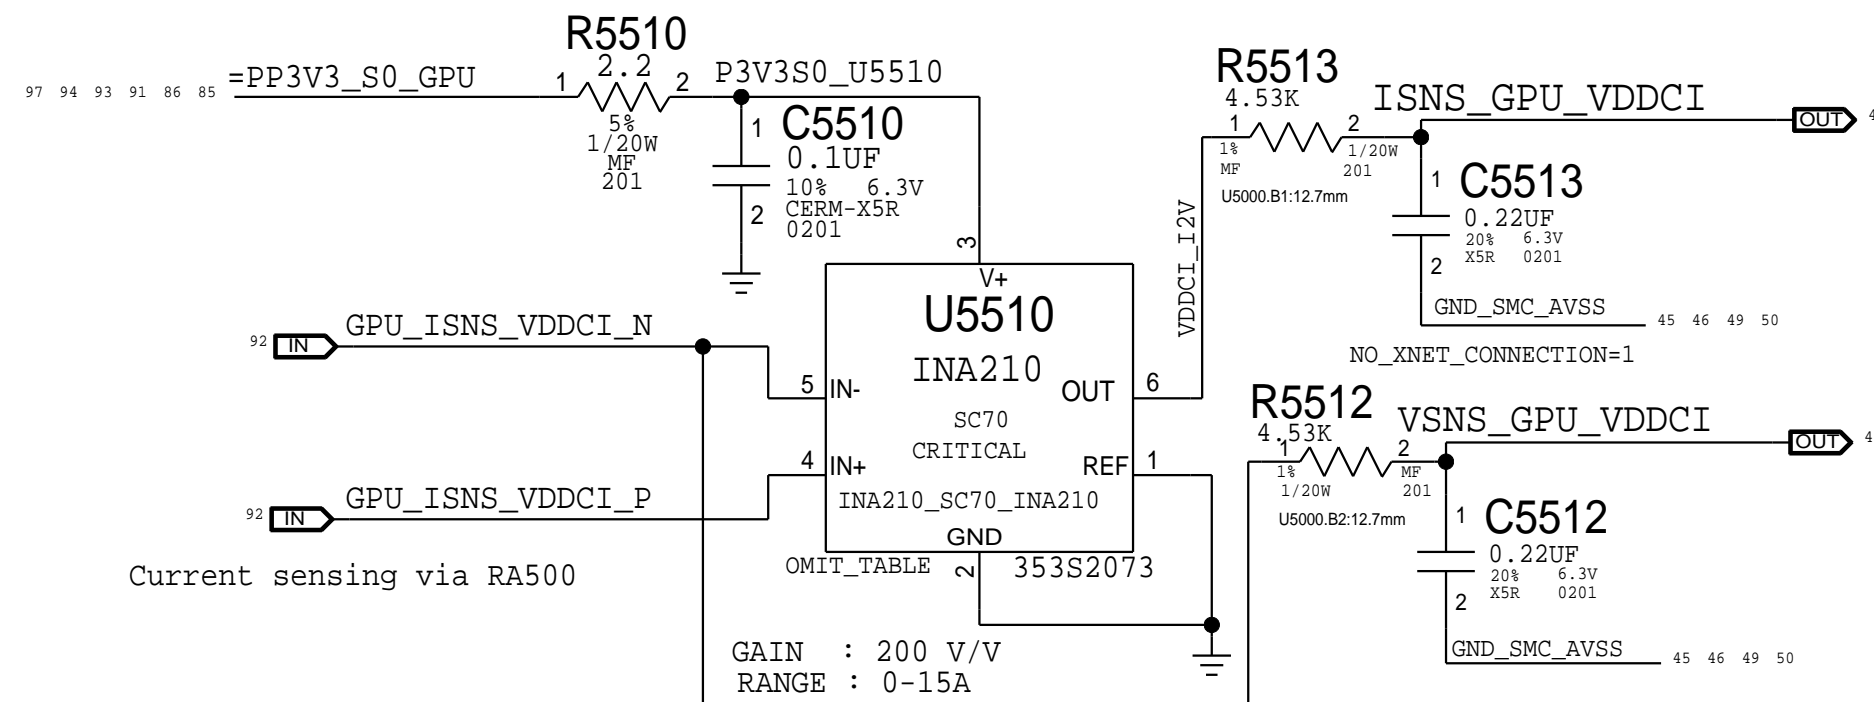 R5510
2.2
=PP3V3_S0_GPU
1
2
P3V3S0_U5510
97 94 93 91 86 85
5%
1/20W
MF
201
1
C5510
0.1UF
10% 6.3V
2
CERM-X5R
0201
R5513
4.53K
1
2
1%
1/20W
MF
201
U5000.B1:12.7mm
ISNS_GPU_VDDCI
OUT
4
1
C5513
0.22UF
20% 6.3V
X5R 0201
2
GND_SMC_AVSS
45 46 49 50
NO_XNET_CONNECTION=1
VDDCI_I2V
3
V+
U5510
INA210
SC70
CRITICAL
INA210_SC70_INA210
GND
92
IN
GPU_ISNS_VDDCI_N
5
IN-
OUT
6
4
IN+
REF
1
92
IN
GPU_ISNS_VDDCI_P
OMIT_TABLE
2
353S2073
Current sensing via RA500
GAIN : 200 V/V
RANGE : 0-15A
R5512
4.53K
1
2
1%
MF
1/20W
201
U5000.B2:12.7mm
VSNS_GPU_VDDCI
OUT
4
1
C5512
0.22UF
20% 6.3V
X5R 0201
2
GND_SMC_AVSS
45 46 49 50